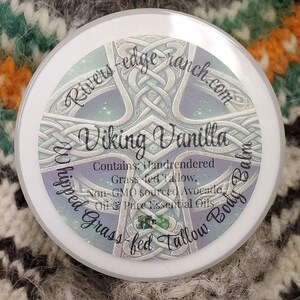 Rivers-edge-ranch.com
Viking Vanilla
Contains: Handrendered
Grass-fed Tallow,
Non-GMO sourced Avocado
Oil & Pure Essential Oils
Whipped Grass-fed Tallow Body Balm